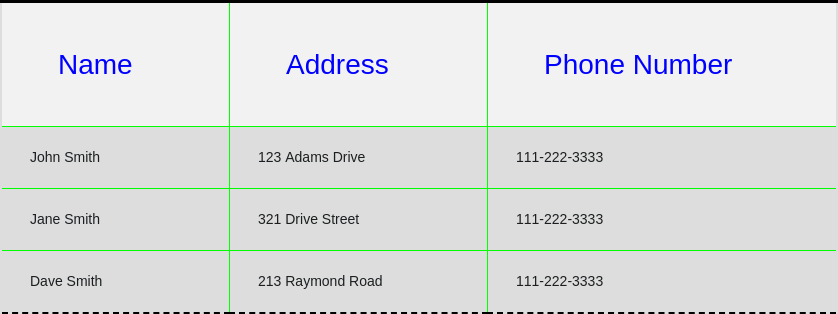 Name Address Phone Number
John Smith 123 Adams Drive 111-222-3333
Jane Smith 321 Drive Street 111-222-3333
Dave Smith 213 Raymond Road 111-222-3333